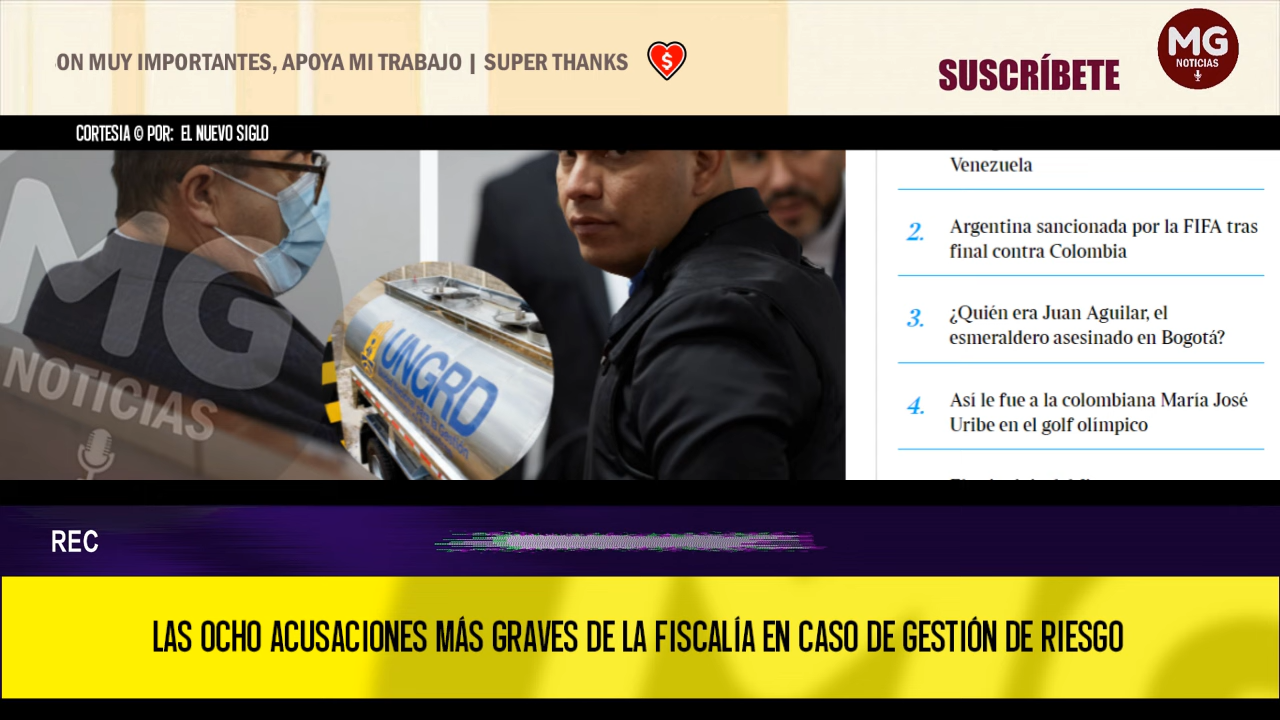 ON MUY IMPORTANTES, APOYA MI TRABAJO | SUPER THANKS
$
SUSCRÍBETE
MG
NOTICIAS
CORTESIA © POR: EL NUEVO SIGLO
MG
NOTICIAS
UNGRD
Venezuela
2. Argentina sancionada por la FIFA tras
final contra Colombia
3. ¿Quién era Juan Aguilar, el
esmeraldero asesinado en Bogotá?
4. Así le fue a la colombiana María José
Uribe en el golf olímpico
REC
LAS OCHO ACUSACIONES MÁS GRAVES DE LA FISCALÍA EN CASO DE GESTIÓN DE RIESGO